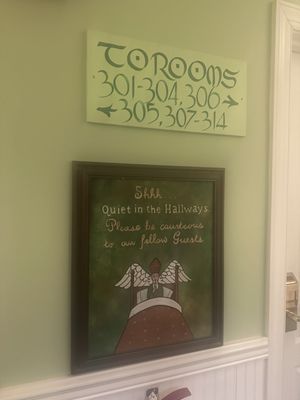 TO ROOMS
301-304, 306 →
← 305, 307-314
Shhh...
Quiet in the Hallways
Please be courteous
to our fellow Guests